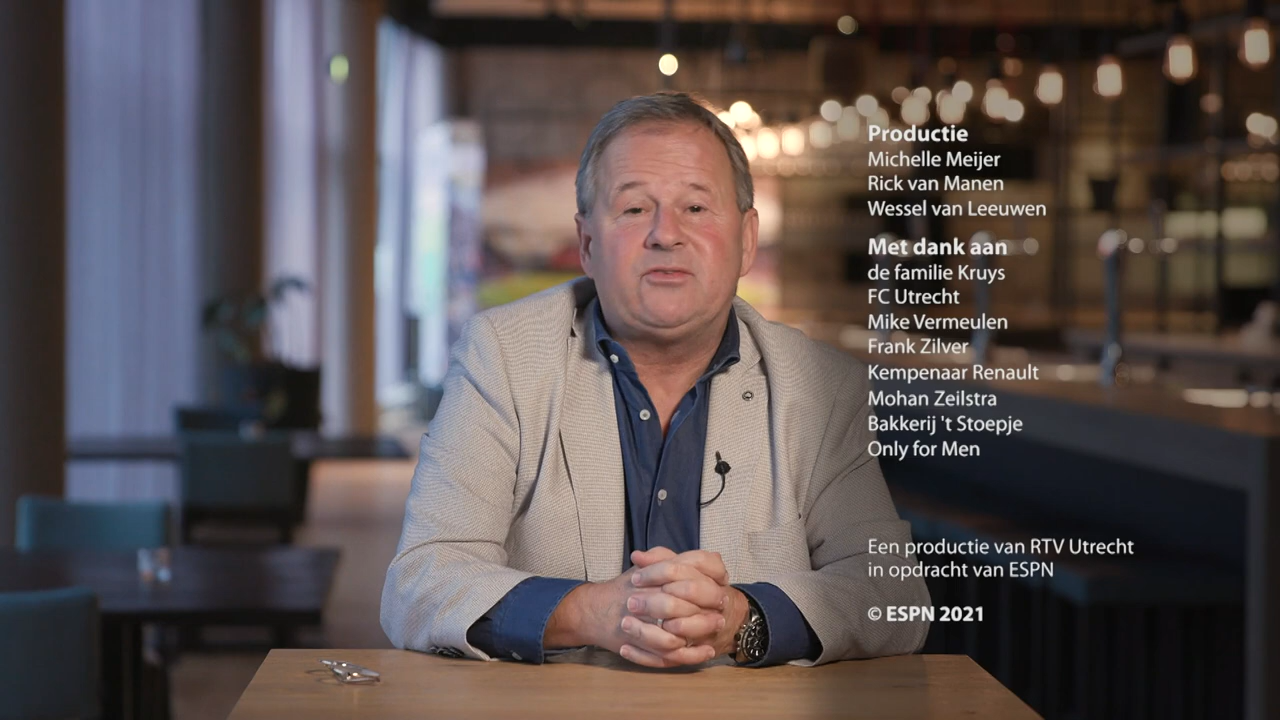 Productie
Michelle Meijer
Rick van Manen
Wessel van Leeuwen
Met dank aan
de familie Kruys
FC Utrecht
Mike Vermeulen
Frank Zilver
Kempenaar Renault
Mohan Zeilstra
Bakkerij 't Stoepje
Only for Men
Een productie van RTV Utrecht
in opdracht van ESPN
© ESPN 2021